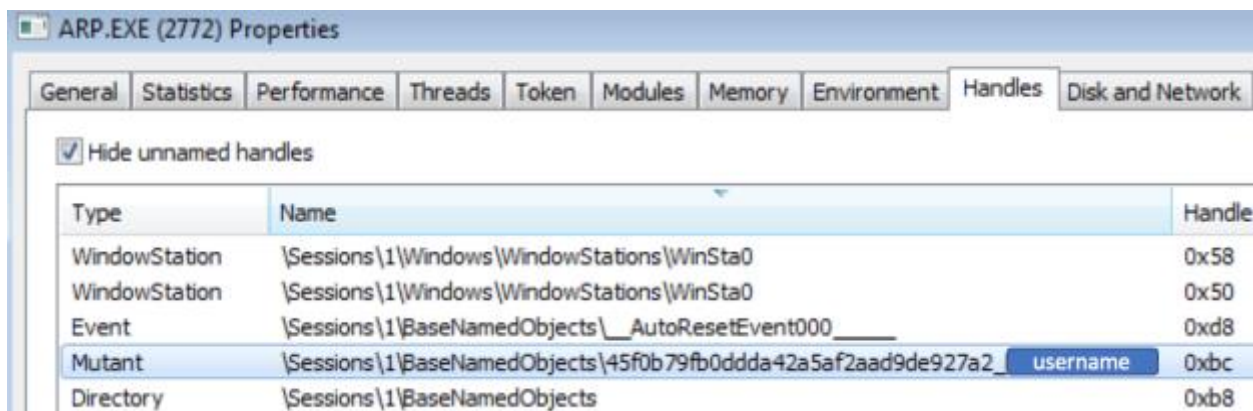 ARP.EXE (2772) Properties
General Statistics Performance Threads Token Modules Memory Environment Handles Disk and Network
Hide unnamed handles
Type Name Handle
WindowStation \Sessions\1\Windows\WindowStations\WinSta0 0x58
WindowStation \Sessions\1\Windows\WindowStations\WinSta0 0x50
Event \Sessions\1\BaseNamedObjects\__AutoResetEvent000_____ 0xd8
Mutant \Sessions\1\BaseNamedObjects\45f0b79fb0ddda42a5af2aad9de927a2_ username 0xbc
Directory \Sessions\1\BaseNamedObjects 0xb8